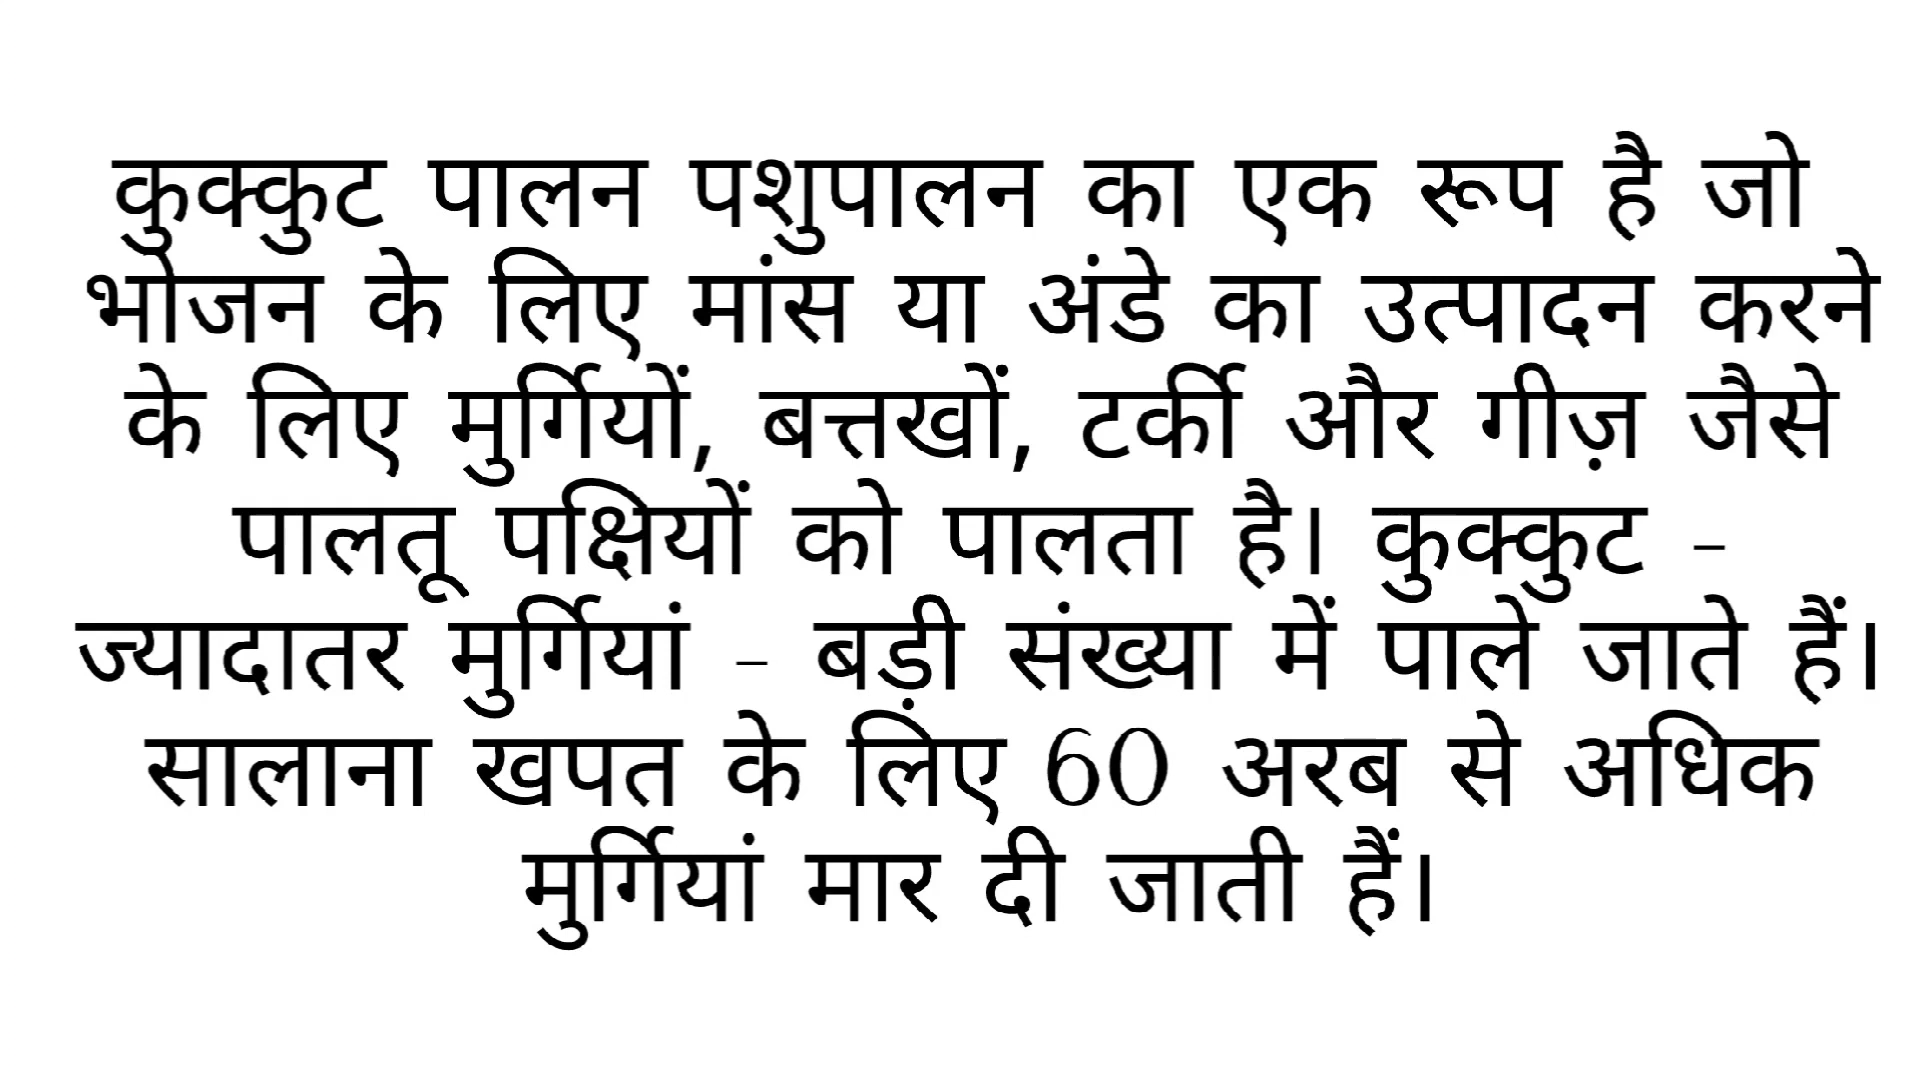 कुक्कुट पालन पशुपालन का एक रूप है जो
भोजन के लिए मांस या अंडे का उत्पादन करने
के लिए मुर्गियों, बत्तखों, टर्की और गीज़ जैसे
पालतू पक्षियों को पालता है। कुक्कुट -
ज्यादातर मुर्गियां - बड़ी संख्या में पाले जाते हैं।
सालाना खपत के लिए 60 अरब से अधिक
मुर्गियां मार दी जाती हैं।